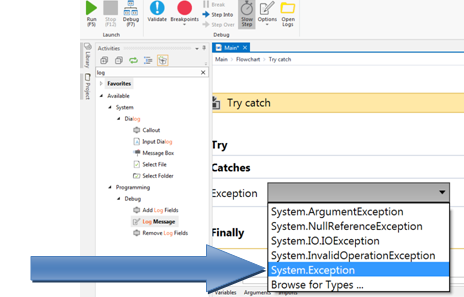 Run
(F5)
Stop
(F12)
Debug
(F7)
Launch
Validate
Breakpoints
Break
Step Into
Step Over
Slow
Step
Options
Open
Logs
Debug
Library
Project
Activities
log
Favorites
Available
System
Dialog
Callout
Input Dialog
Message Box
Select File
Select Folder
Programming
Debug
Add Log Fields
Log Message
Remove Log Fields
Main*
Main › Flowchart › Try catch
Try catch
Try
Catches
Exception
System.ArgumentException
System.NullReferenceException
System.IO.IOException
System.InvalidOperationException
System.Exception
Browse for Types ...
Finally
Variables Arguments Imports